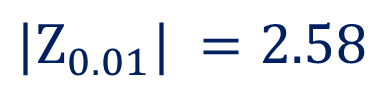 |Z₀.₀₁| = 2.58